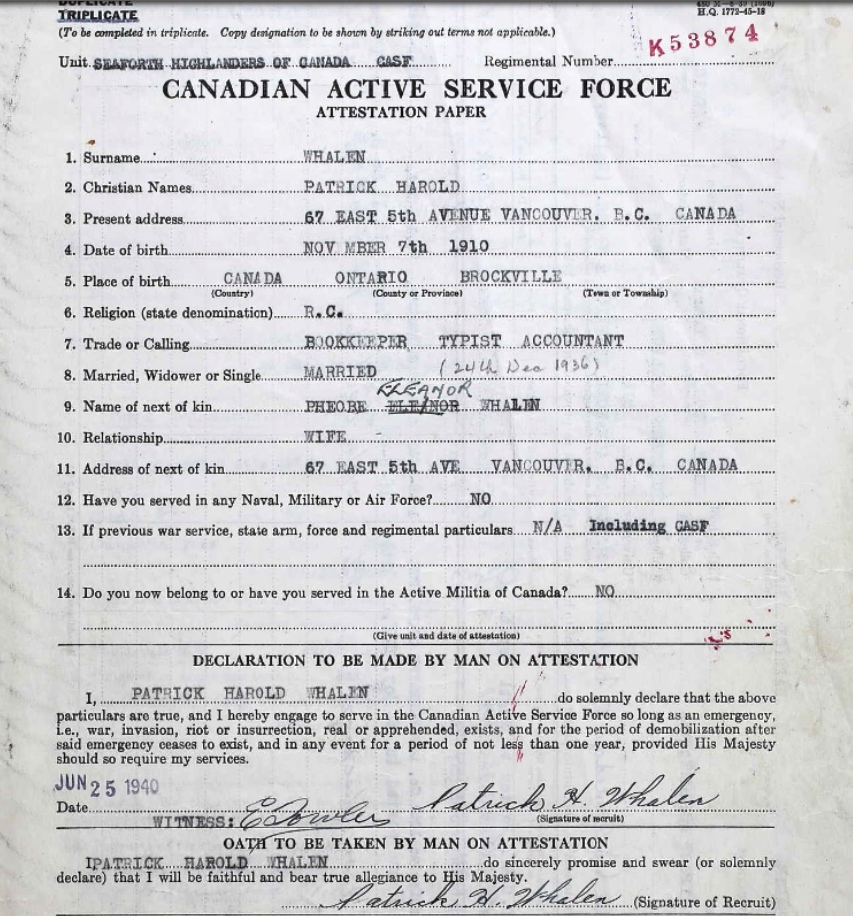 DUPLICATE
TRIPLICATE
H.Q. 1772-45-18
(To be completed in triplicate. Copy designation to be shown by striking out terms not applicable.)
K53874
Unit SEAFORTH HIGHLANDERS OF CANADA CASF Regimental Number
CANADIAN ACTIVE SERVICE FORCE
ATTESTATION PAPER
1. Surname WHALEN
2. Christian Names PATRICK HAROLD
3. Present address 67 EAST 5th AVENUE VANCOUVER. B.C. CANADA
4. Date of birth NOV MBER 7th 1910
5. Place of birth CANADA ONTARIO BROCKVILLE
(Country) (County or Province) (Town or Township)
6. Religion (state denomination) R.C.
7. Trade or Calling BOOKKEEPER TYPIST ACCOUNTANT
8. Married, Widower or Single MARRIED (24th Dec 1936)
ELEANOR
9. Name of next of kin PHEOBE ELEANOR WHALEN
10. Relationship WIFE
11. Address of next of kin 67 EAST 5th AVE VANCOUVER. B.C. CANADA
12. Have you served in any Naval, Military or Air Force? NO
13. If previous war service, state arm, force and regimental particulars N/A Including CASF
14. Do you now belong to or have you served in the Active Militia of Canada? NO
(Give unit and date of attestation)
DECLARATION TO BE MADE BY MAN ON ATTESTATION
I, PATRICK HAROLD WHALEN do solemnly declare that the above
particulars are true, and I hereby engage to serve in the Canadian Active Service Force so long as an emergency,
i.e., war, invasion, riot or insurrection, real or apprehended, exists, and for the period of demobilization after
said emergency ceases to exist, and in any event for a period of not less than one year, provided His Majesty
should so require my services.
JUN 25 1940
Date Patrick H. Whalen
WITNESS: (Signature of recruit)
OATH TO BE TAKEN BY MAN ON ATTESTATION
I PATRICK HAROLD WHALEN do sincerely promise and swear (or solemnly
declare) that I will be faithful and bear true allegiance to His Majesty.
Patrick H. Whalen (Signature of Recruit)